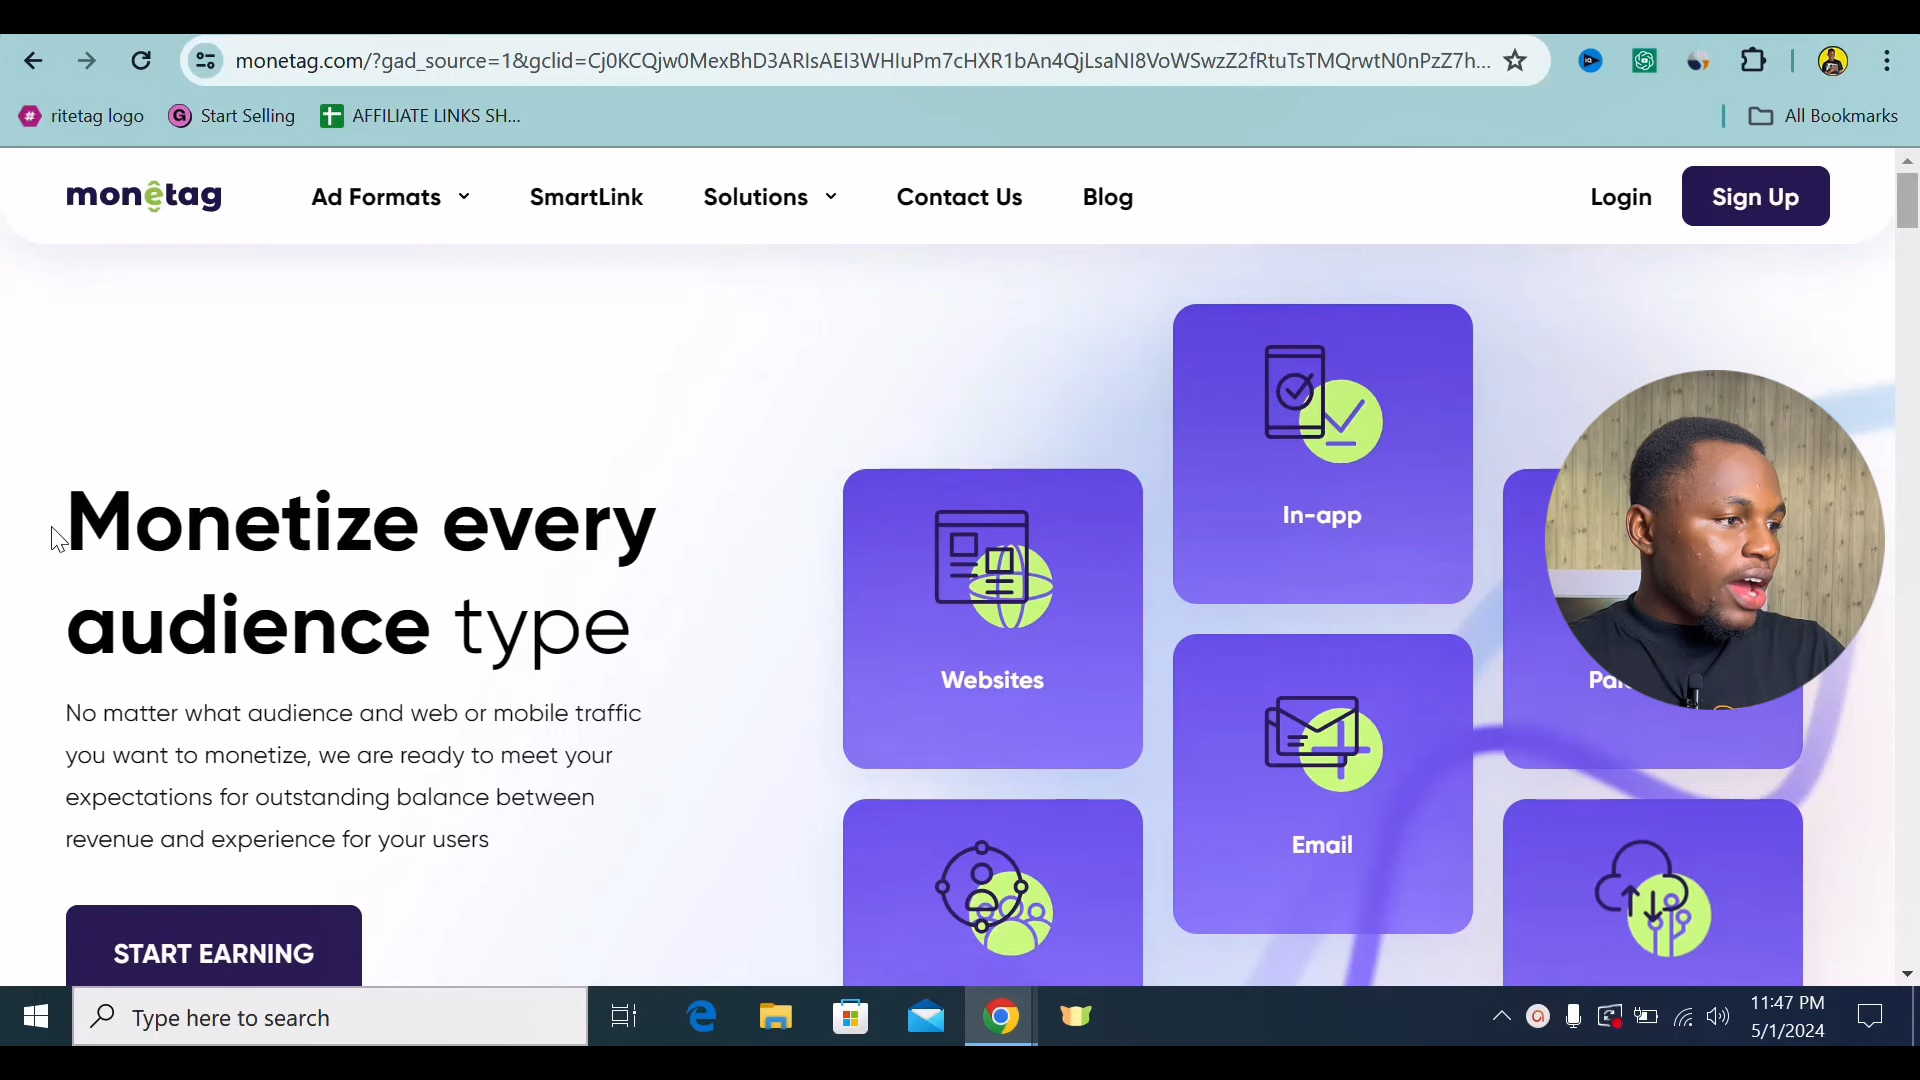 monetag.com/?gad_source=1&gclid=Cj0KCQjw0MexBhD3ARIsAEI3WHIuPm7cHXR1bAn4QjLsaNI8VoWSwzZ2fRtuTsTMQrwtN0nPzZ7h...
ritetag logo
Start Selling
AFFILIATE LINKS SH...
All Bookmarks
monetag
Ad Formats
SmartLink
Solutions
Contact Us
Blog
Login
Sign Up
In-app
Monetize every
audience type
Websites
No matter what audience and web or mobile traffic
you want to monetize, we are ready to meet your
expectations for outstanding balance between
revenue and experience for your users
Email
START EARNING
Type here to search
11:47 PM
5/1/2024